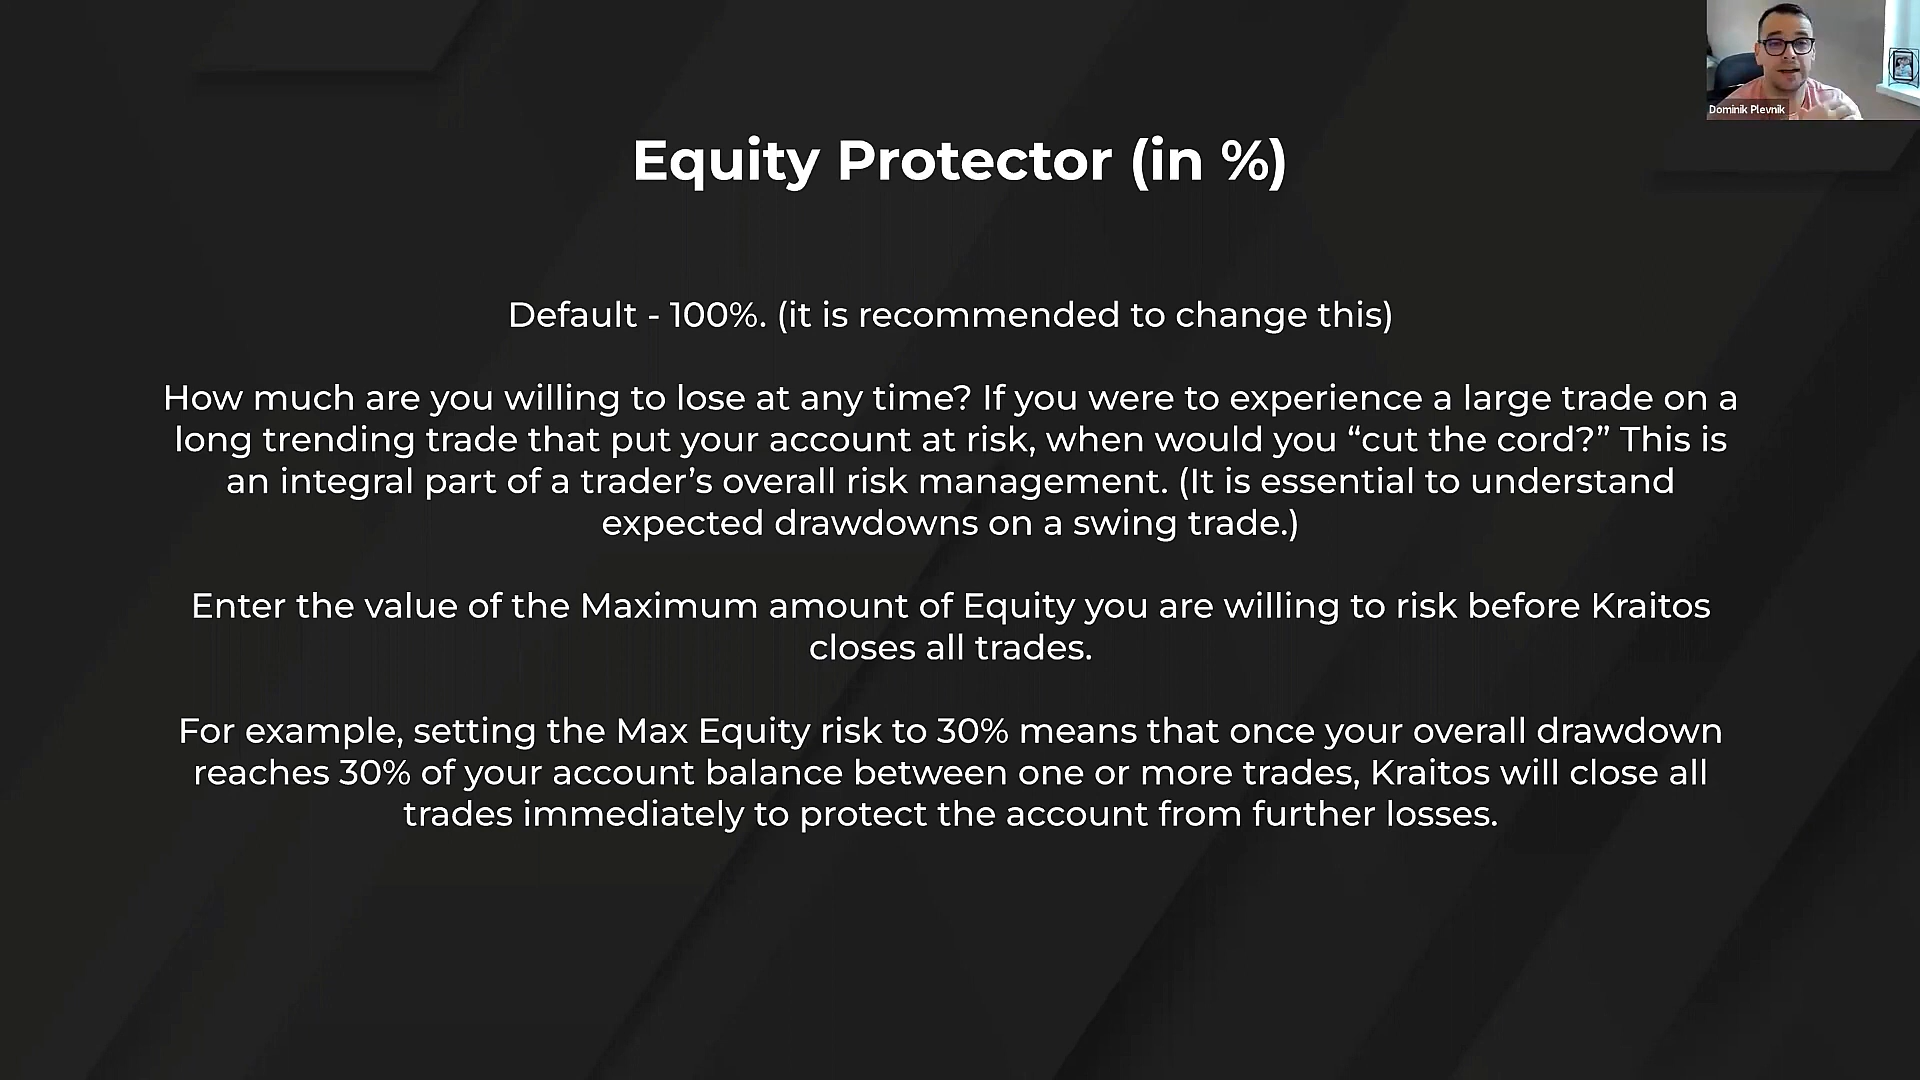 Dominik Plevnik
Equity Protector (in %)
Default - 100%. (it is recommended to change this)
How much are you willing to lose at any time? If you were to experience a large trade on a
long trending trade that put your account at risk, when would you “cut the cord?” This is
an integral part of a trader’s overall risk management. (It is essential to understand
expected drawdowns on a swing trade.)
Enter the value of the Maximum amount of Equity you are willing to risk before Kraitos
closes all trades.
For example, setting the Max Equity risk to 30% means that once your overall drawdown
reaches 30% of your account balance between one or more trades, Kraitos will close all
trades immediately to protect the account from further losses.